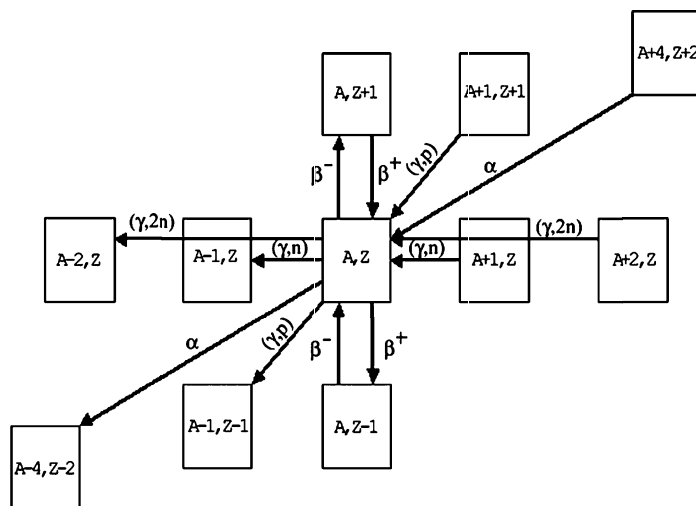 A+4,Z+2
A,Z+1
A+1,Z+1
β⁻
β⁺
(γ,p)
α
(γ,2n)
(γ,n)
(γ,n)
(γ,2n)
A-2,Z
A-1,Z
A,Z
A+1,Z
A+2,Z
α
(γ,p)
β⁻
β⁺
A-1,Z-1
A,Z-1
A-4,Z-2